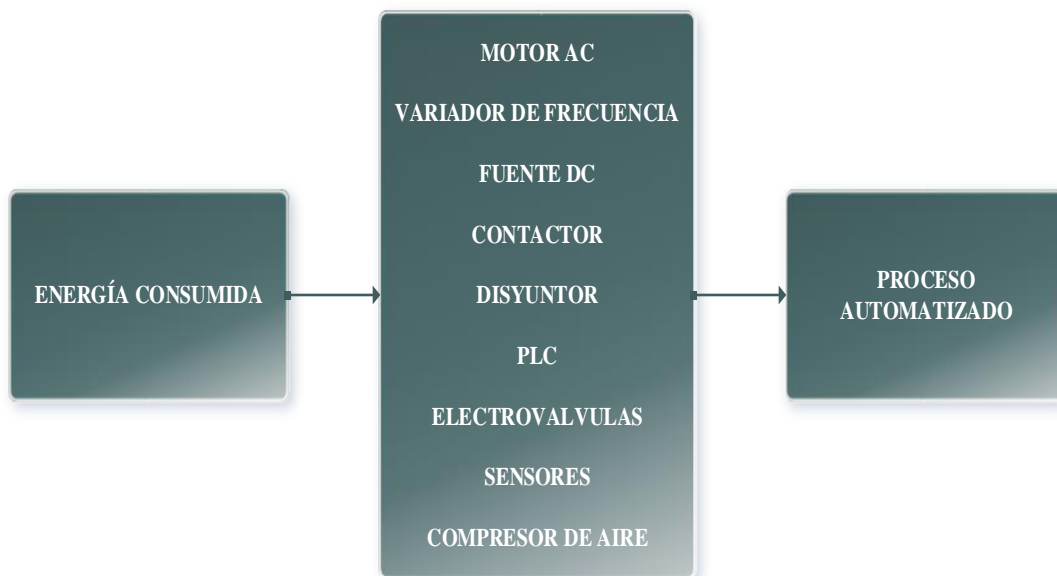 ENERGÍA CONSUMIDA
MOTOR AC
VARIADOR DE FRECUENCIA
FUENTE DC
CONTACTOR
DISYUNTOR
PLC
ELECTROVALVULAS
SENSORES
COMPRESOR DE AIRE
PROCESO
AUTOMATIZADO